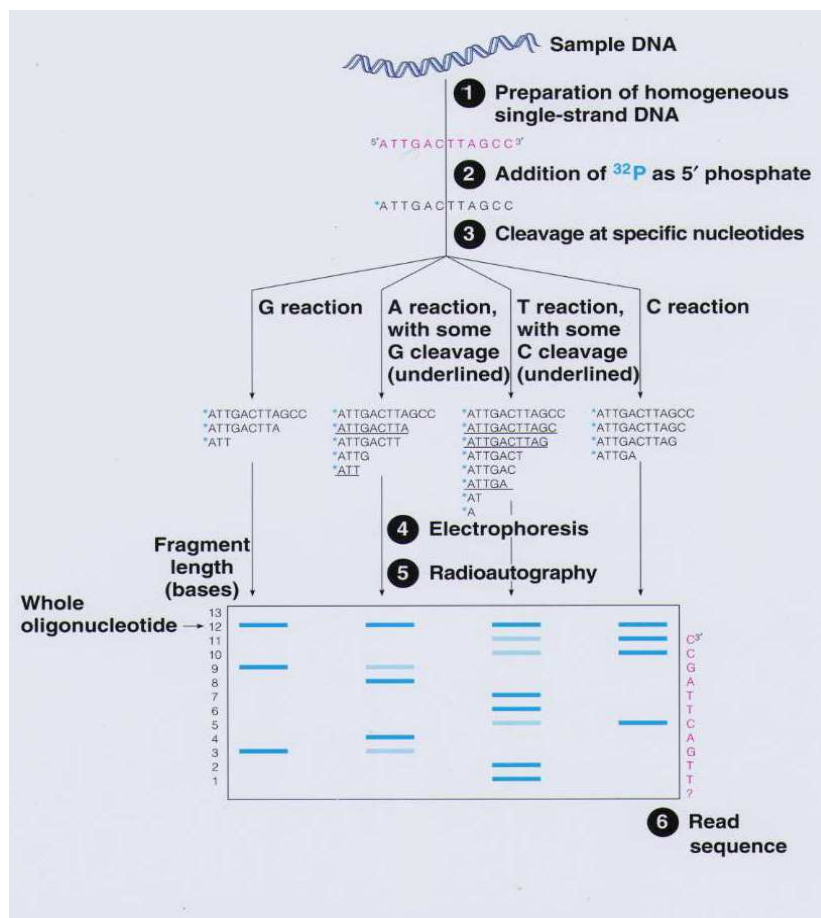 Sample DNA
1 Preparation of homogeneous
single-strand DNA
5'ATTGACTTAGCC3'
2 Addition of 32P as 5′ phosphate
*ATTGACTTAGCC
3 Cleavage at specific nucleotides
G reaction
A reaction,
with some
G cleavage
(underlined)
T reaction,
with some
C cleavage
(underlined)
C reaction
*ATTGACTTAGCC
*ATTGACTTA
*ATT
*ATTGACTTAGCC
*ATTGACTTA
*ATTGACTT
*ATTG
*ATT
*ATTGACTTAGCC
*ATTGACTTAGC
*ATTGACTTAG
*ATTGACT
*ATTGAC
*ATTGA
*AT
*A
*ATTGACTTAGCC
*ATTGACTTAGC
*ATTGACTTAG
*ATTGA
4 Electrophoresis
5 Radioautography
Fragment
length
(bases)
Whole
oligonucleotide
13
12
11
10
9
8
7
6
5
4
3
2
1
C3'
C
G
A
T
T
C
A
G
T
T
?
6 Read
sequence